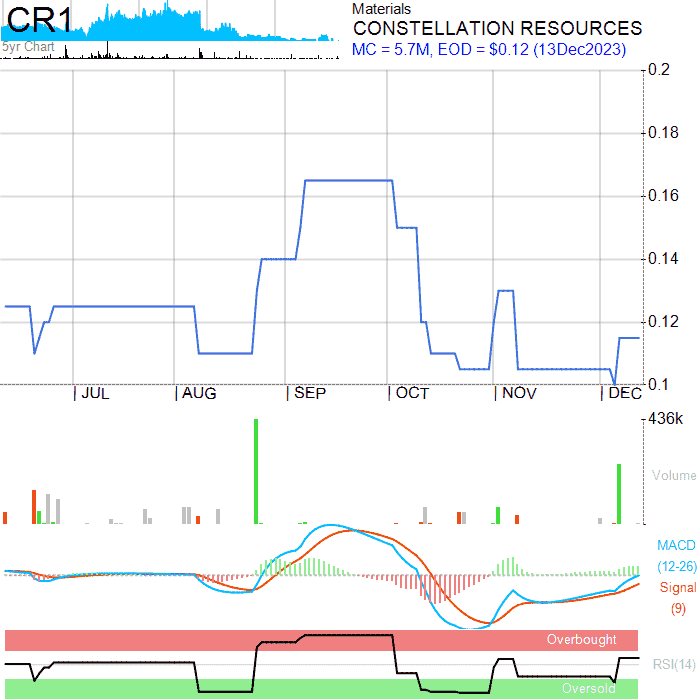 CR1
5yr Chart
Materials
CONSTELLATION RESOURCES
MC = 5.7M, EOD = $0.12 (13Dec2023)
0.2
0.18
0.16
0.14
0.12
0.1
JUL AUG SEP OCT NOV DEC
436k
Volume
MACD
(12-26)
Signal
(9)
Overbought
RSI(14)
Oversold